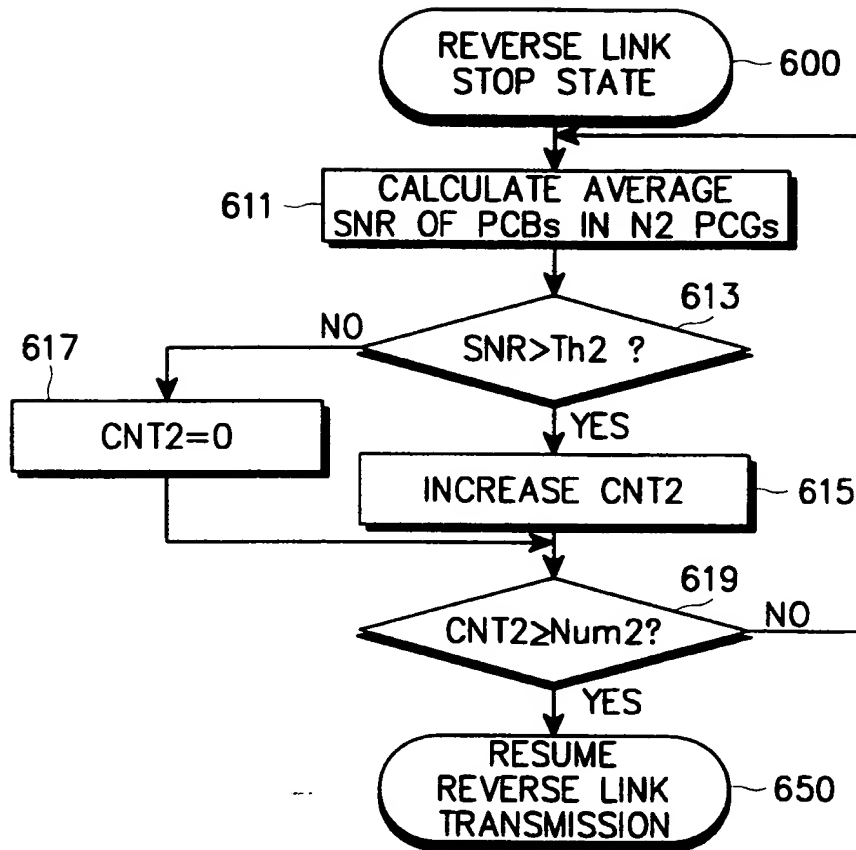 REVERSE LINK
STOP STATE
600
611
CALCULATE AVERAGE
SNR OF PCBs IN N2 PCGs
613
SNR>Th2 ?
NO
617
CNT2=0
YES
INCREASE CNT2
615
619
CNT2≥Num2?
NO
YES
RESUME
REVERSE LINK
TRANSMISSION
650